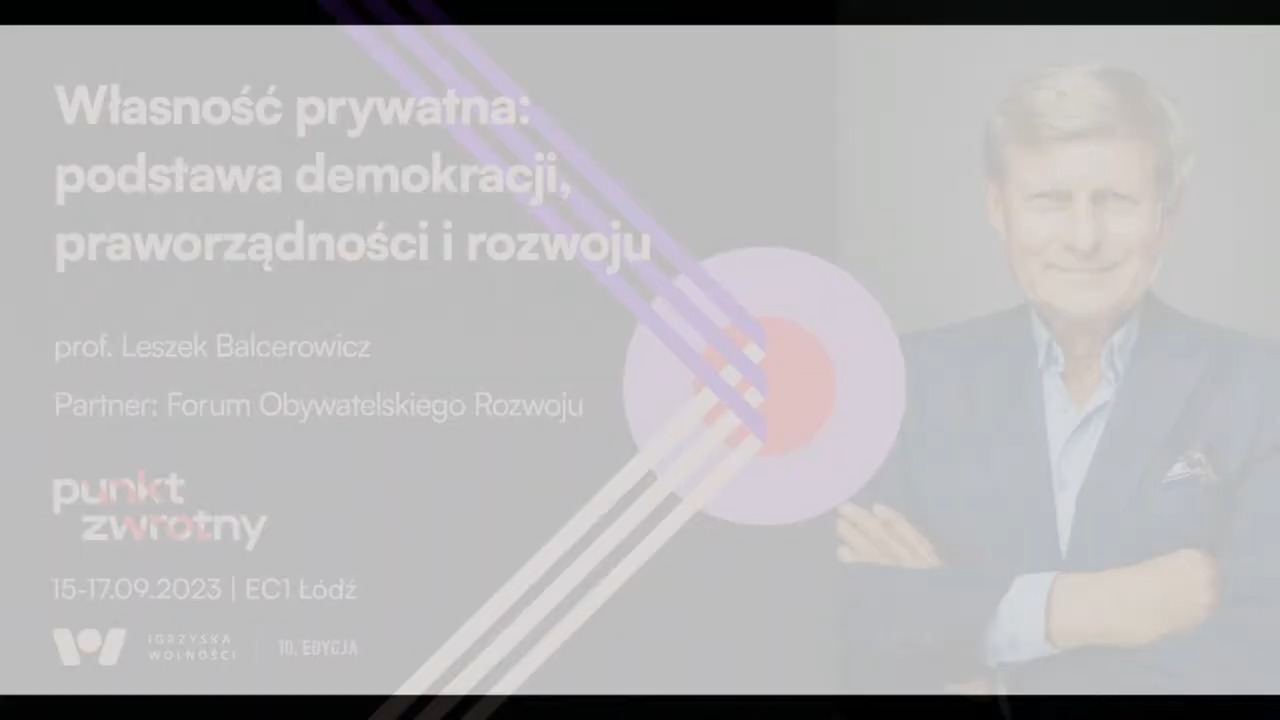 Własność prywatna:
podstawa demokracji,
praworządności i rozwoju
prof. Leszek Balcerowicz
Partner: Forum Obywatelskiego Rozwoju
punkt
zwrotny
15-17.09.2023 | EC1 Łódź
IGRZYSKA
WOLNOŚCI
10. EDYCJA